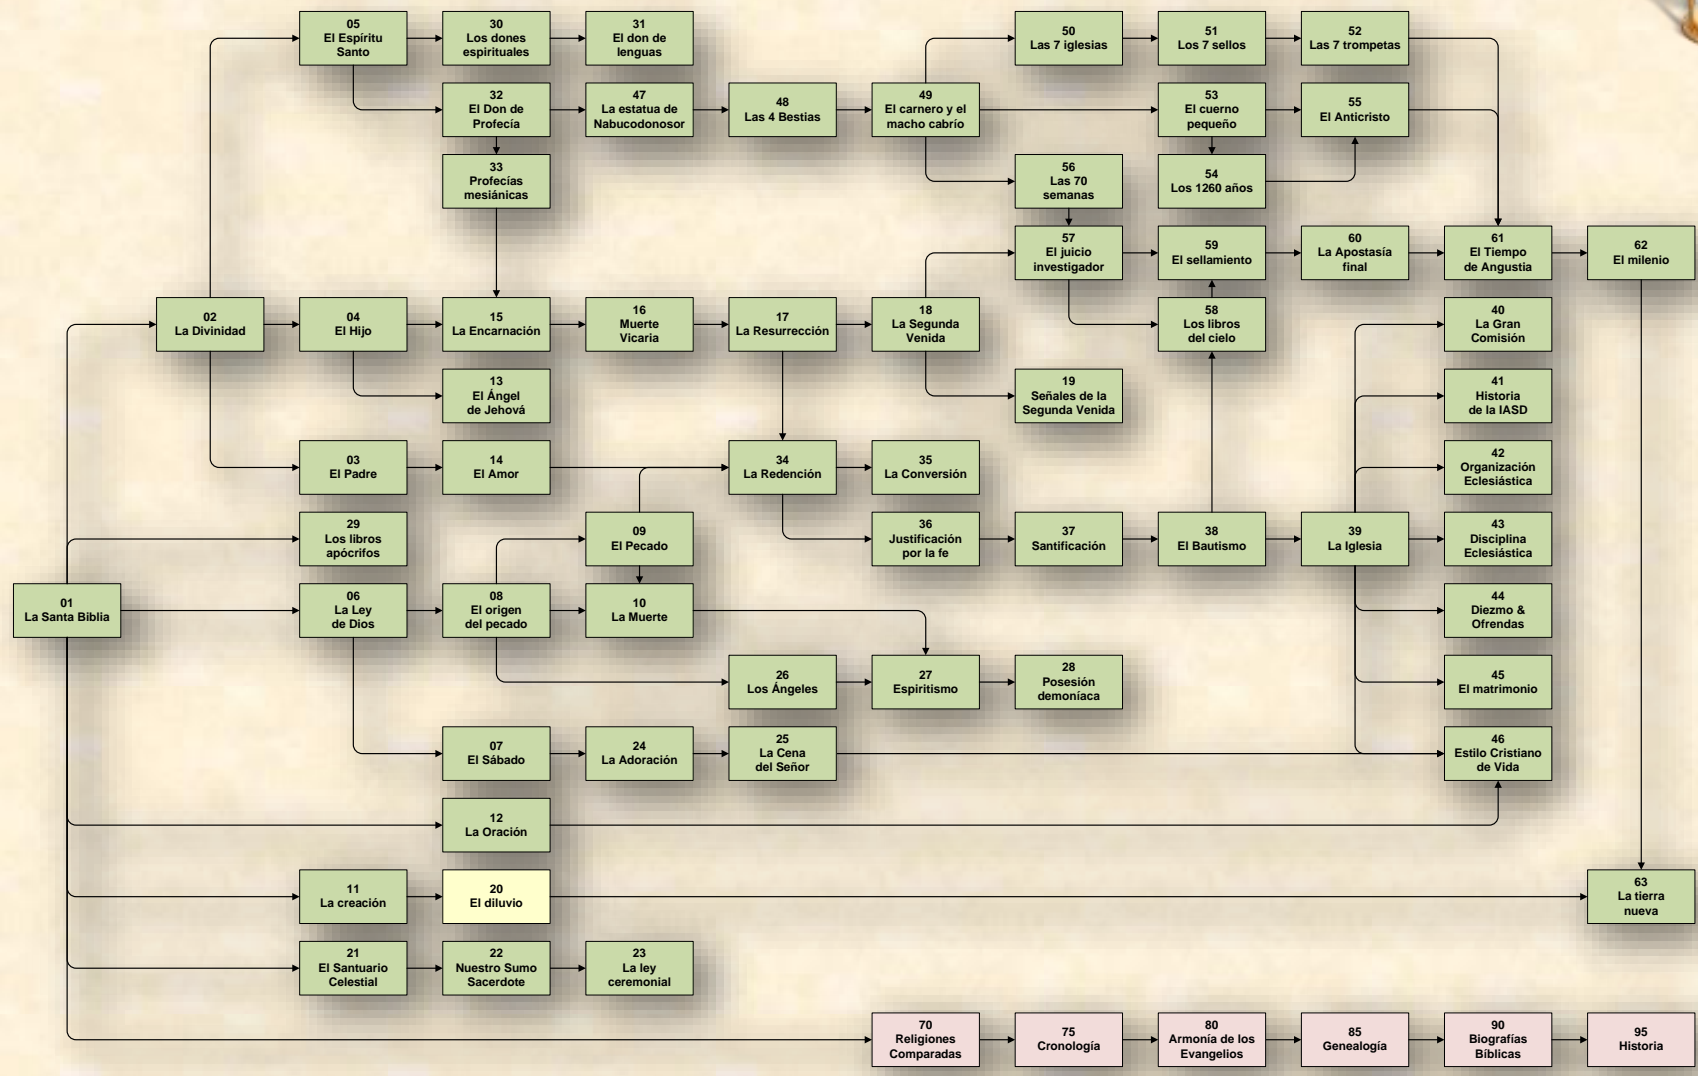 05
El Espíritu
Santo
30
Los dones
espirituales
31
El don de
lenguas
50
Las 7 iglesias
51
Los 7 sellos
52
Las 7 trompetas
32
El Don de
Profecía
47
La estatua de
Nabucodonosor
48
Las 4 Bestias
49
El carnero y el
macho cabrío
53
El cuerno
pequeño
55
El Anticristo
33
Profecías
mesiánicas
56
Las 70
semanas
54
Los 1260 años
57
El juicio
investigador
59
El sellamiento
60
La Apostasía
final
61
El Tiempo
de Angustia
62
El milenio
02
La Divinidad
04
El Hijo
15
La Encarnación
16
Muerte
Vicaria
17
La Resurrección
18
La Segunda
Venida
58
Los libros
del cielo
40
La Gran
Comisión
13
El Ángel
de Jehová
19
Señales de la
Segunda Venida
41
Historia
de la IASD
03
El Padre
14
El Amor
34
La Redención
35
La Conversión
42
Organización
Eclesiástica
29
Los libros
apócrifos
09
El Pecado
36
Justificación
por la fe
37
Santificación
38
El Bautismo
39
La Iglesia
43
Disciplina
Eclesiástica
01
La Santa Biblia
06
La Ley
de Dios
08
El origen
del pecado
10
La Muerte
44
Diezmo &
Ofrendas
26
Los Ángeles
27
Espiritismo
28
Posesión
demoníaca
45
El matrimonio
07
El Sábado
24
La Adoración
25
La Cena
del Señor
46
Estilo Cristiano
de Vida
12
La Oración
11
La creación
20
El diluvio
63
La tierra
nueva
21
El Santuario
Celestial
22
Nuestro Sumo
Sacerdote
23
La ley
ceremonial
70
Religiones
Comparadas
75
Cronología
80
Armonía de los
Evangelios
85
Genealogía
90
Biografías
Bíblicas
95
Historia